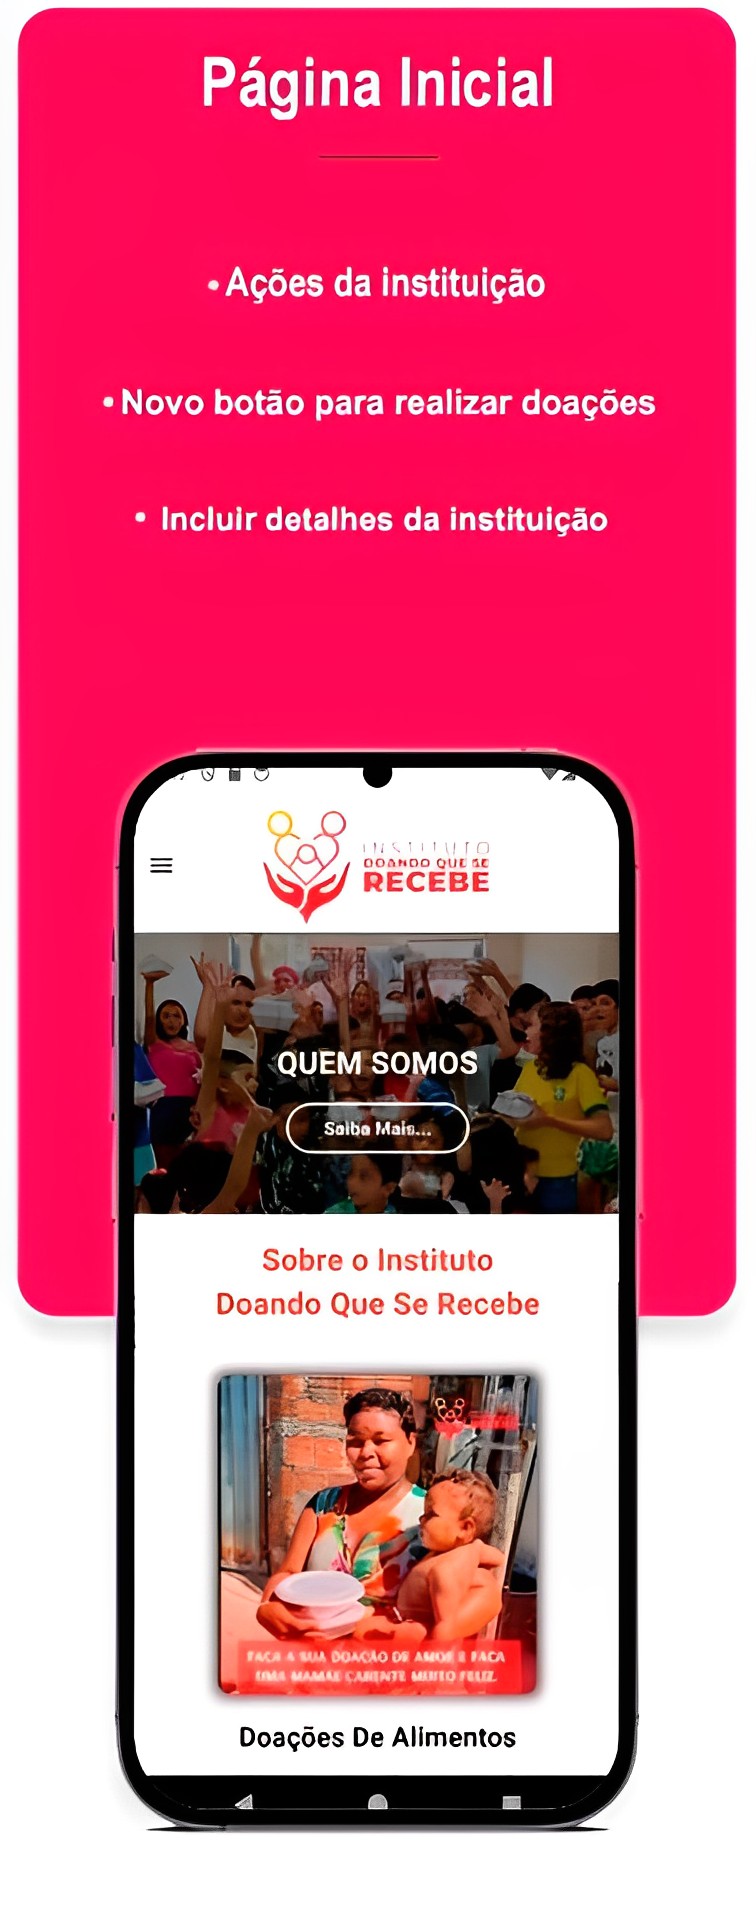 Página Inicial
• Ações da instituição
• Novo botão para realizar doações
• Incluir detalhes da instituição
INSTITUTO
DOANDO QUE SE
RECEBE
QUEM SOMOS
Saiba Mais...
Sobre o Instituto
Doando Que Se Recebe
FAÇA A SUA DOAÇÃO DE AMOR E FAÇA
UMA MAMÃE CARENTE MUITO FELIZ.
Doações De Alimentos